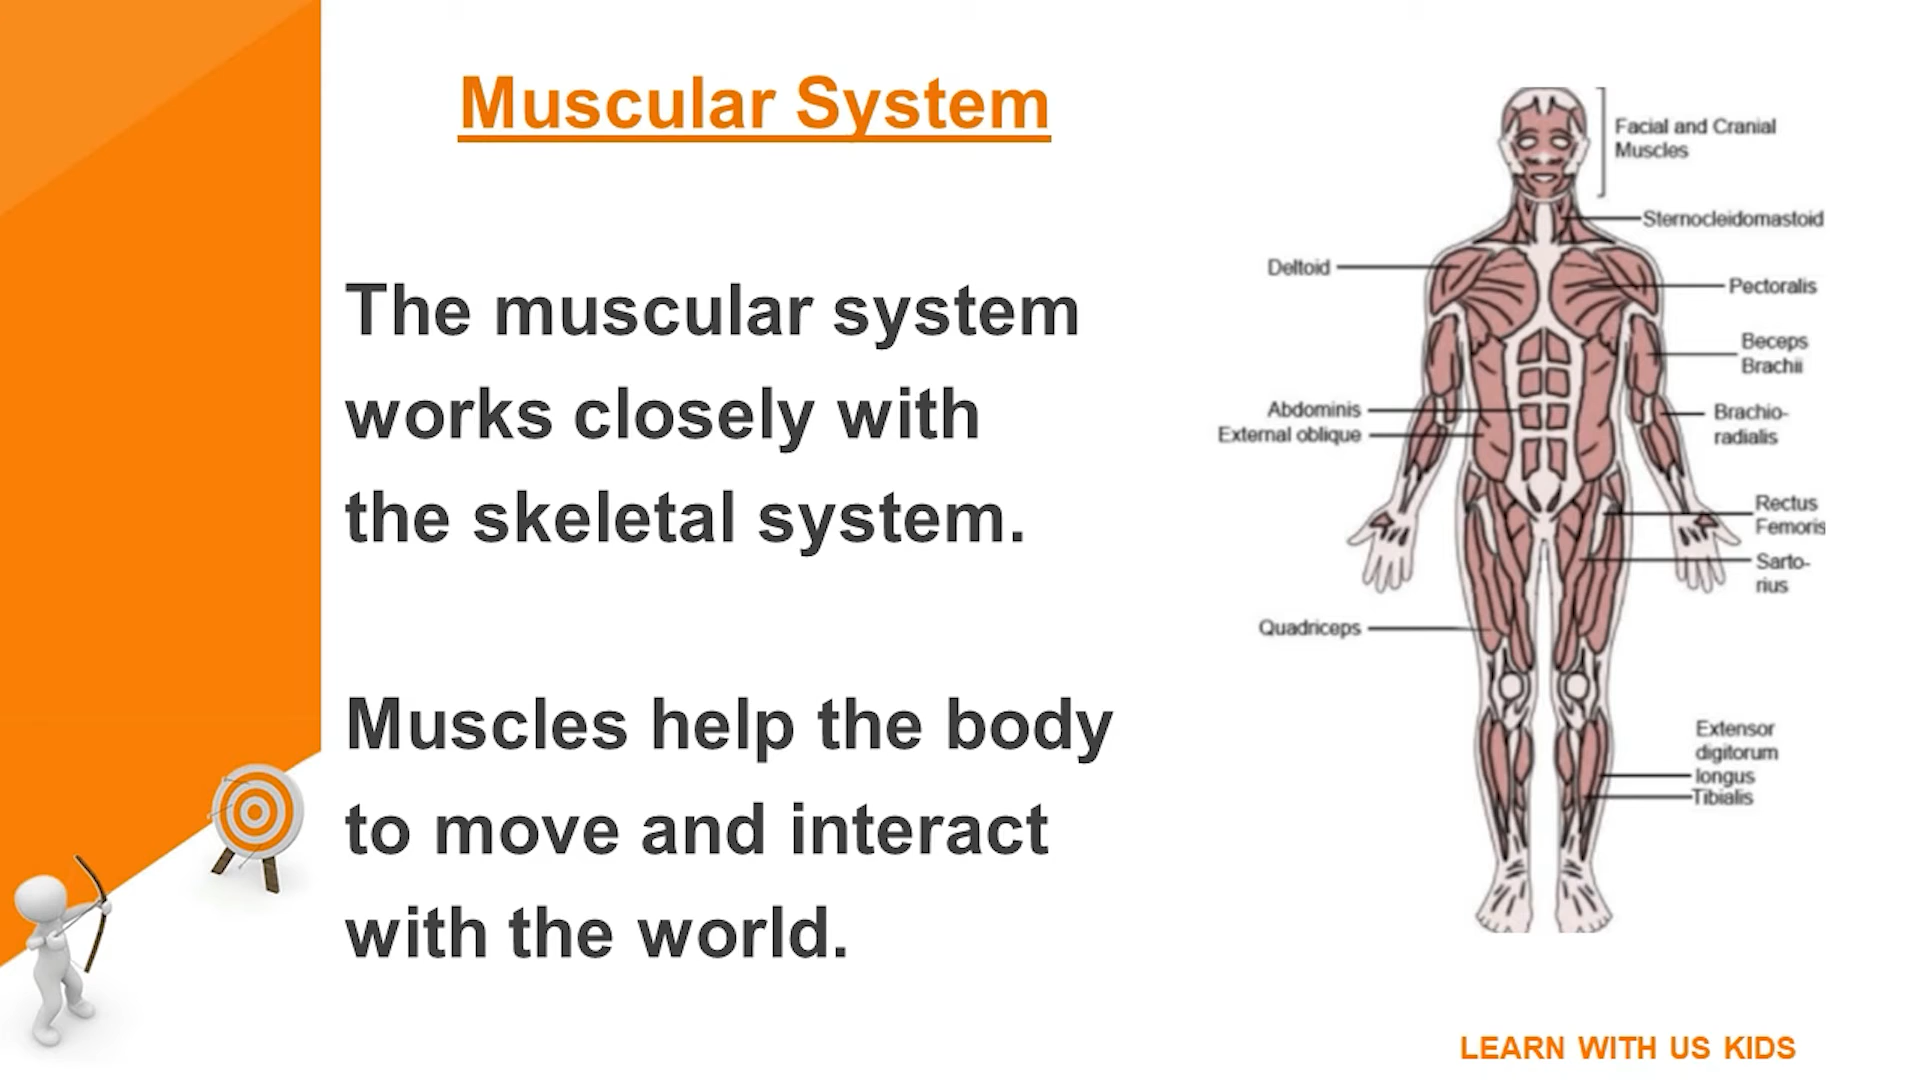 Muscular System
The muscular system
works closely with
the skeletal system.
Muscles help the body
to move and interact
with the world.
Facial and Cranial
Muscles
Sternocleidomastoid
Deltoid
Pectoralis
Beceps
Brachii
Abdominis
External oblique
Brachio-
radialis
Rectus
Femoris
Sarto-
rius
Quadriceps
Extensor
digitorum
longus
Tibialis
LEARN WITH US KIDS